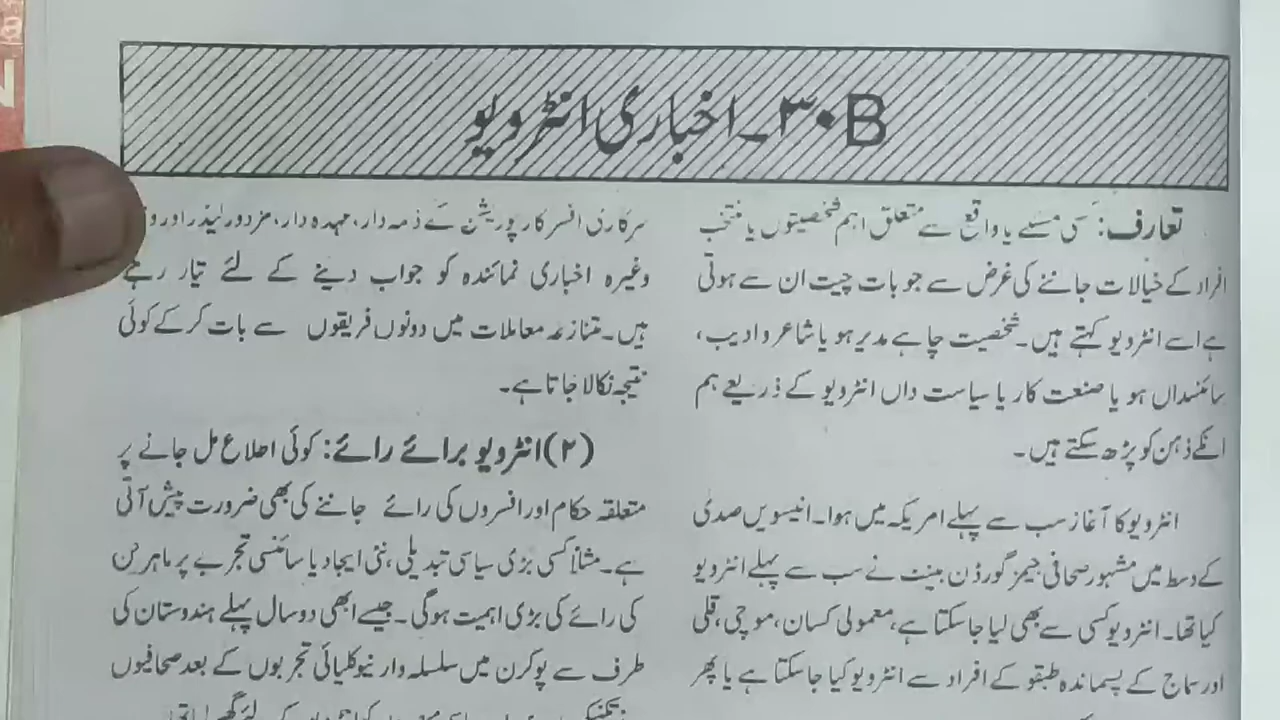 ۳۰B۔ اخباری انٹرویو
تعارف: کسی مسئلے یا واقع سے متعلق اہم شخصیتوں یا منتخب
افراد کے خیالات جاننے کی غرض سے جو بات چیت ان سے ہوتی
ہے اسے انٹرویو کہتے ہیں۔ شخصیت چاہے مدیر ہو یا شاعر و ادیب،
سائنسداں ہو یا صنعت کار یا سیاست داں انٹرویو کے ذریعے ہم
انکے ذہن کو پڑھ سکتے ہیں۔
انٹرویو کا آغاز سب سے پہلے امریکہ میں ہوا۔ انیسویں صدی
کے وسط میں مشہور صحافی جیمز گورڈن بینٹ نے سب سے پہلے انٹرویو
کیا تھا۔ انٹرویو کسی سے بھی لیا جاسکتا ہے، معمولی کسان، موچی، قلی
اور سماج کے پسماندہ طبقو کے افراد سے انٹرویو کیا جاسکتا ہے یا پھر
سرکاری افسر کارپوریشن کے ذمہ دار، عہدہ دار، مزدور لیڈر اور
وغیرہ اخباری نمائندہ کو جواب دینے کے لئے تیار رہتے
ہیں۔ متنازعہ معاملات میں دونوں فریقوں سے بات کرکے کوئی
نتیجہ نکالا جاتا ہے۔
(۲) انٹرویو برائے رائے: کوئی اطلاع مل جانے پر
متعلقہ حکام اور افسروں کی رائے جاننے کی بھی ضرورت پیش آتی
ہے۔ مثلاً کسی بڑی سیاسی تبدیلی، نئی ایجاد یا سائنسی تجربے پر ماہر فن
کی رائے کی بڑی اہمیت ہوگی۔ جیسے ابھی دو سال پہلے ہندوستان کی
طرف سے پوکرن میں سلسلہ وار نیوکلیائی تجربوں کے بعد صحافیوں